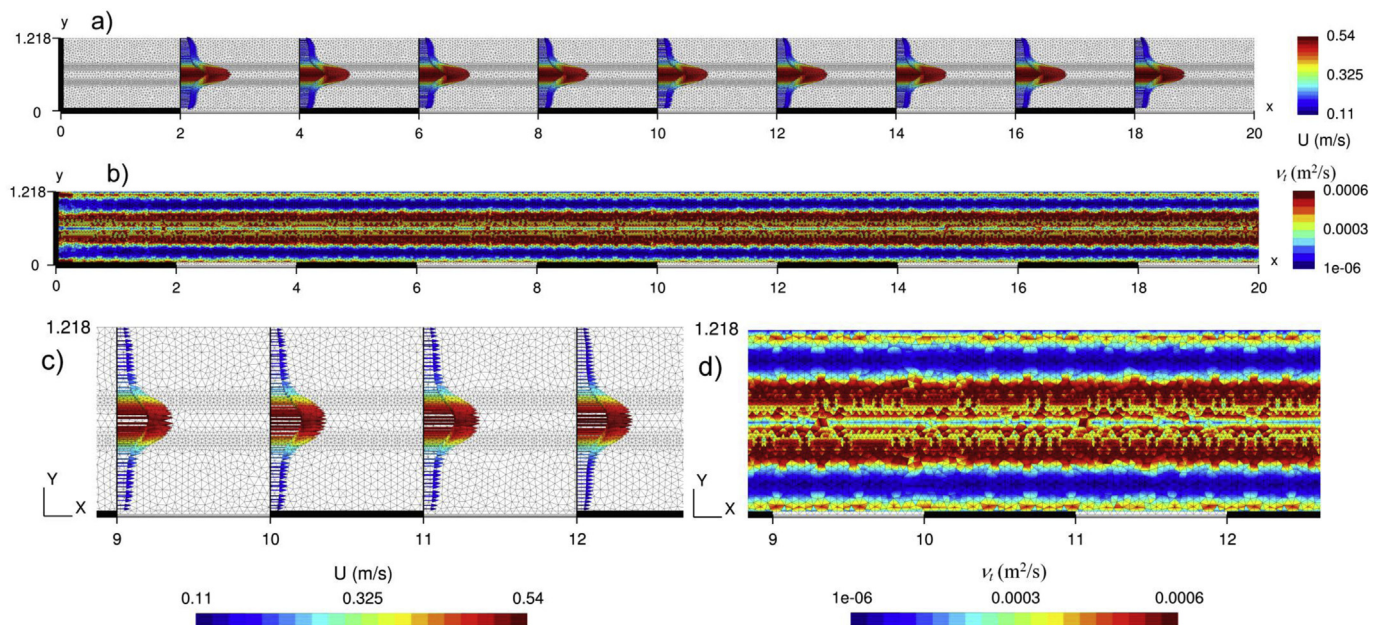 a)
y
1.218
0
x
0 2 4 6 8 10 12 14 16 18 20
0.54
0.325
0.11
U (m/s)
b)
y
1.218
0
x
0 2 4 6 8 10 12 14 16 18 20
νt (m²/s)
0.0006
0.0003
1e-06
c)
1.218
Y
X
9 10 11 12
U (m/s)
0.11 0.325 0.54
d)
1.218
Y
X
9 10 11 12
νt (m²/s)
1e-06 0.0003 0.0006